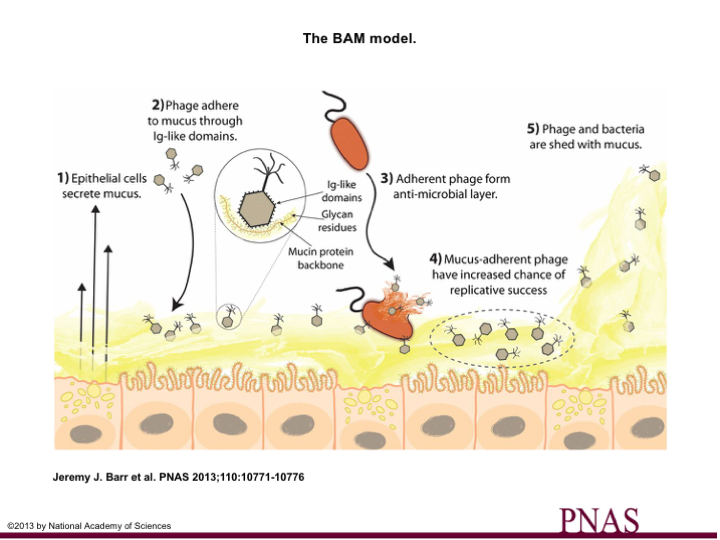 The BAM model.
1) Epithelial cells
secrete mucus.
2) Phage adhere
to mucus through
Ig-like domains.
Ig-like
domains
Glycan
residues
Mucin protein
backbone
3) Adherent phage form
anti-microbial layer.
4) Mucus-adherent phage
have increased chance of
replicative success
5) Phage and bacteria
are shed with mucus.
Jeremy J. Barr et al. PNAS 2013;110:10771-10776
©2013 by National Academy of Sciences
PNAS